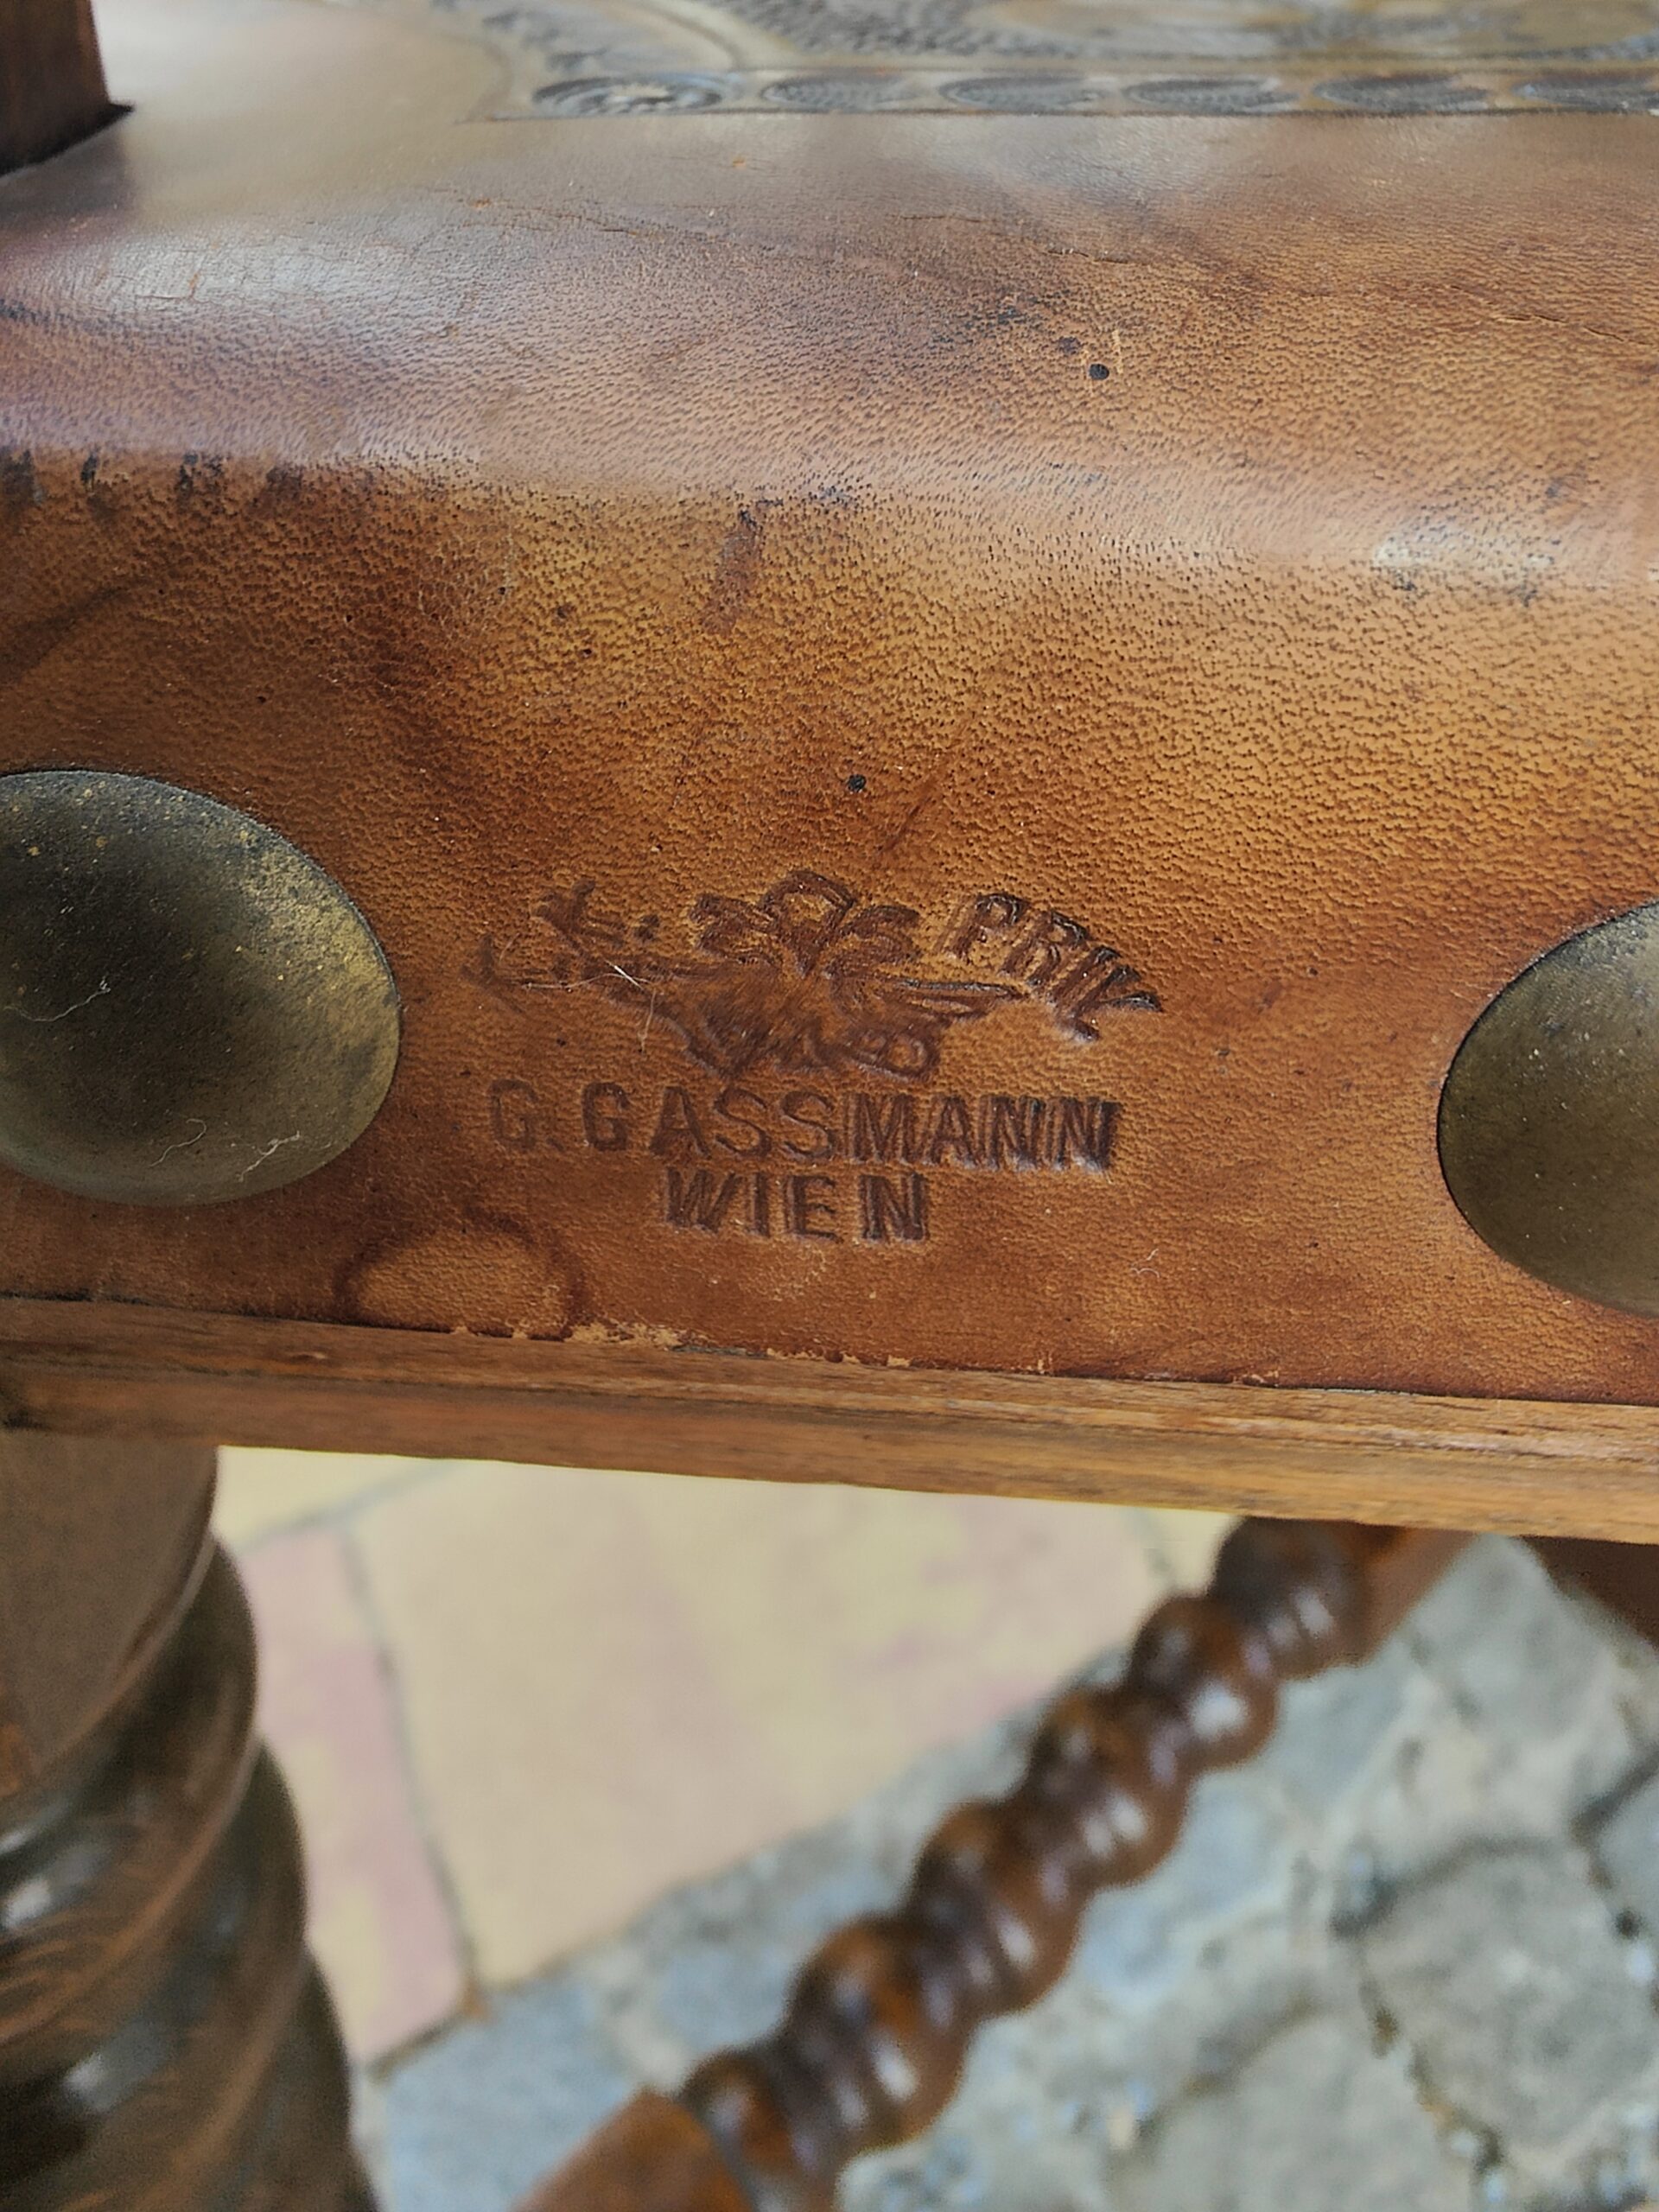 K. K. PRIV.
G. GASSMANN
WIEN